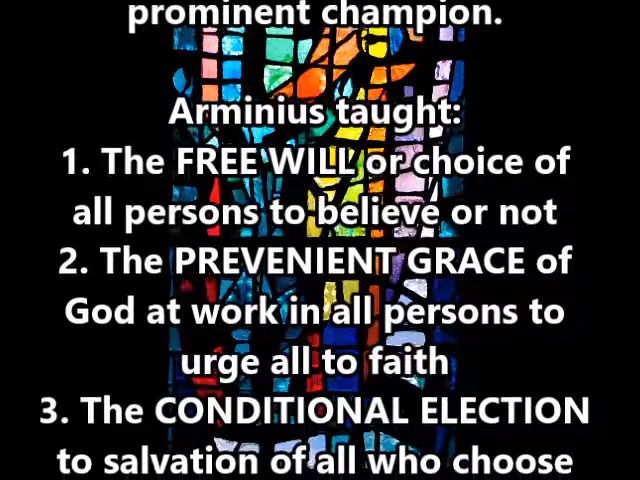 prominent champion.
Arminius taught:
1. The FREE WILL or choice of
all persons to believe or not
2. The PREVENIENT GRACE of
God at work in all persons to
urge all to faith
3. The CONDITIONAL ELECTION
to salvation of all who choose